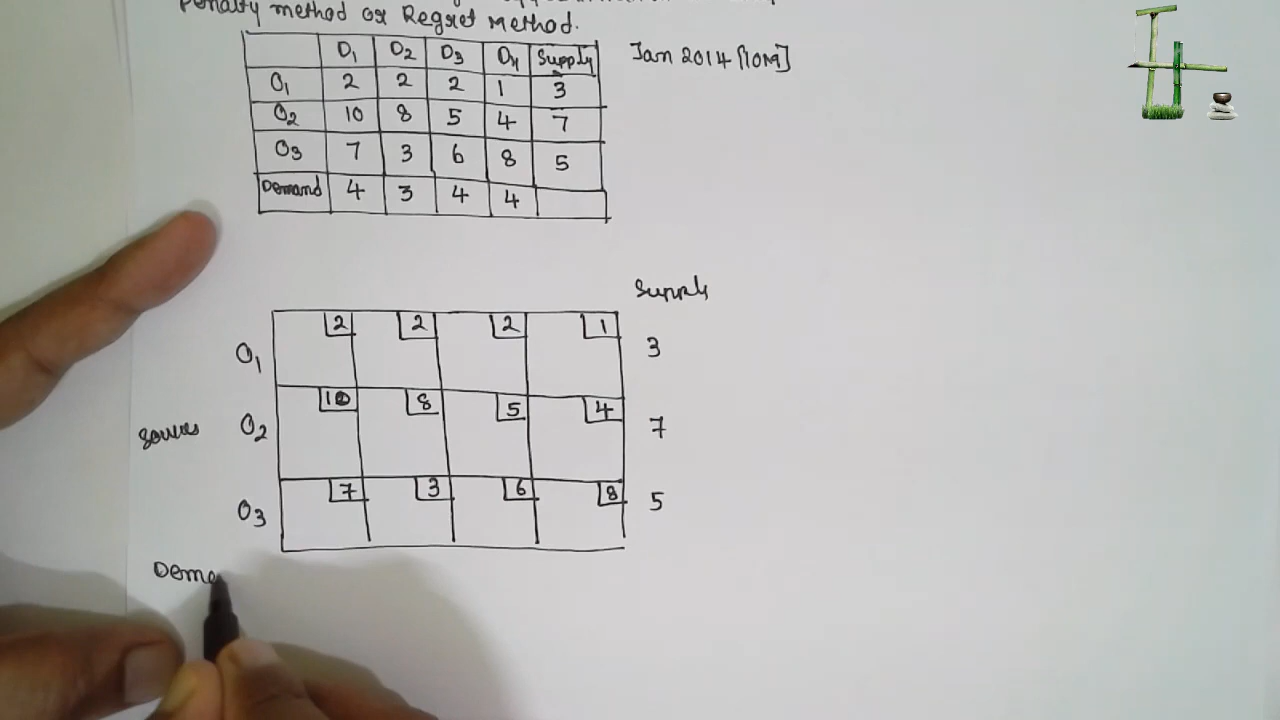 Penalty method or Regret Method.
D1 D2 D3 D4 Supply Jan 2014 [10M]
O1 2 2 2 1 3
O2 10 8 5 4 7
O3 7 3 6 8 5
Demand 4 3 4 4
Supply
2 2 2 1
O1 3
10 8 5 4
O2 7
7 3 6 8
O3 5
Dema